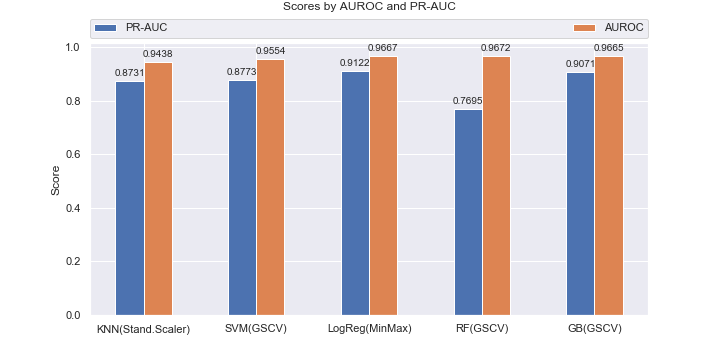 Scores by AUROC and PR-AUC
PR-AUC AUROC
1.0
0.8
0.6
0.4
0.2
0.0
Score
0.8731 0.9438 0.8773 0.9554 0.9122 0.9667 0.7695 0.9672 0.9071 0.9665
KNN(Stand.Scaler) SVM(GSCV) LogReg(MinMax) RF(GSCV) GB(GSCV)